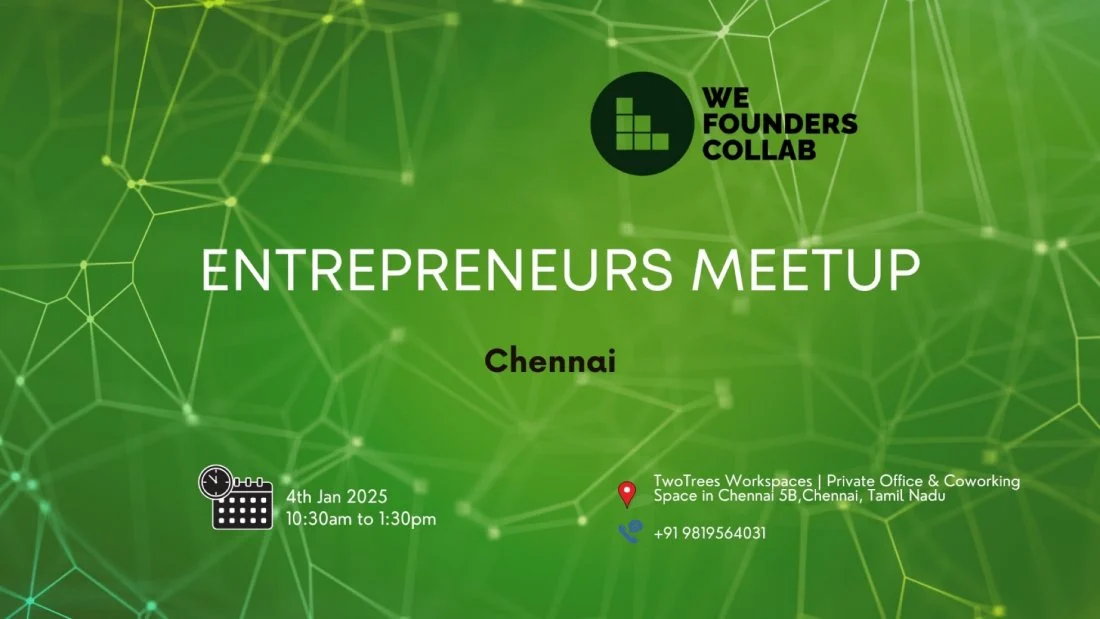 WE
FOUNDERS
COLLAB
ENTREPRENEURS MEETUP
Chennai
4th Jan 2025
10:30am to 1:30pm
TwoTrees Workspaces | Private Office & Coworking
Space in Chennai 5B,Chennai, Tamil Nadu
+91 9819564031